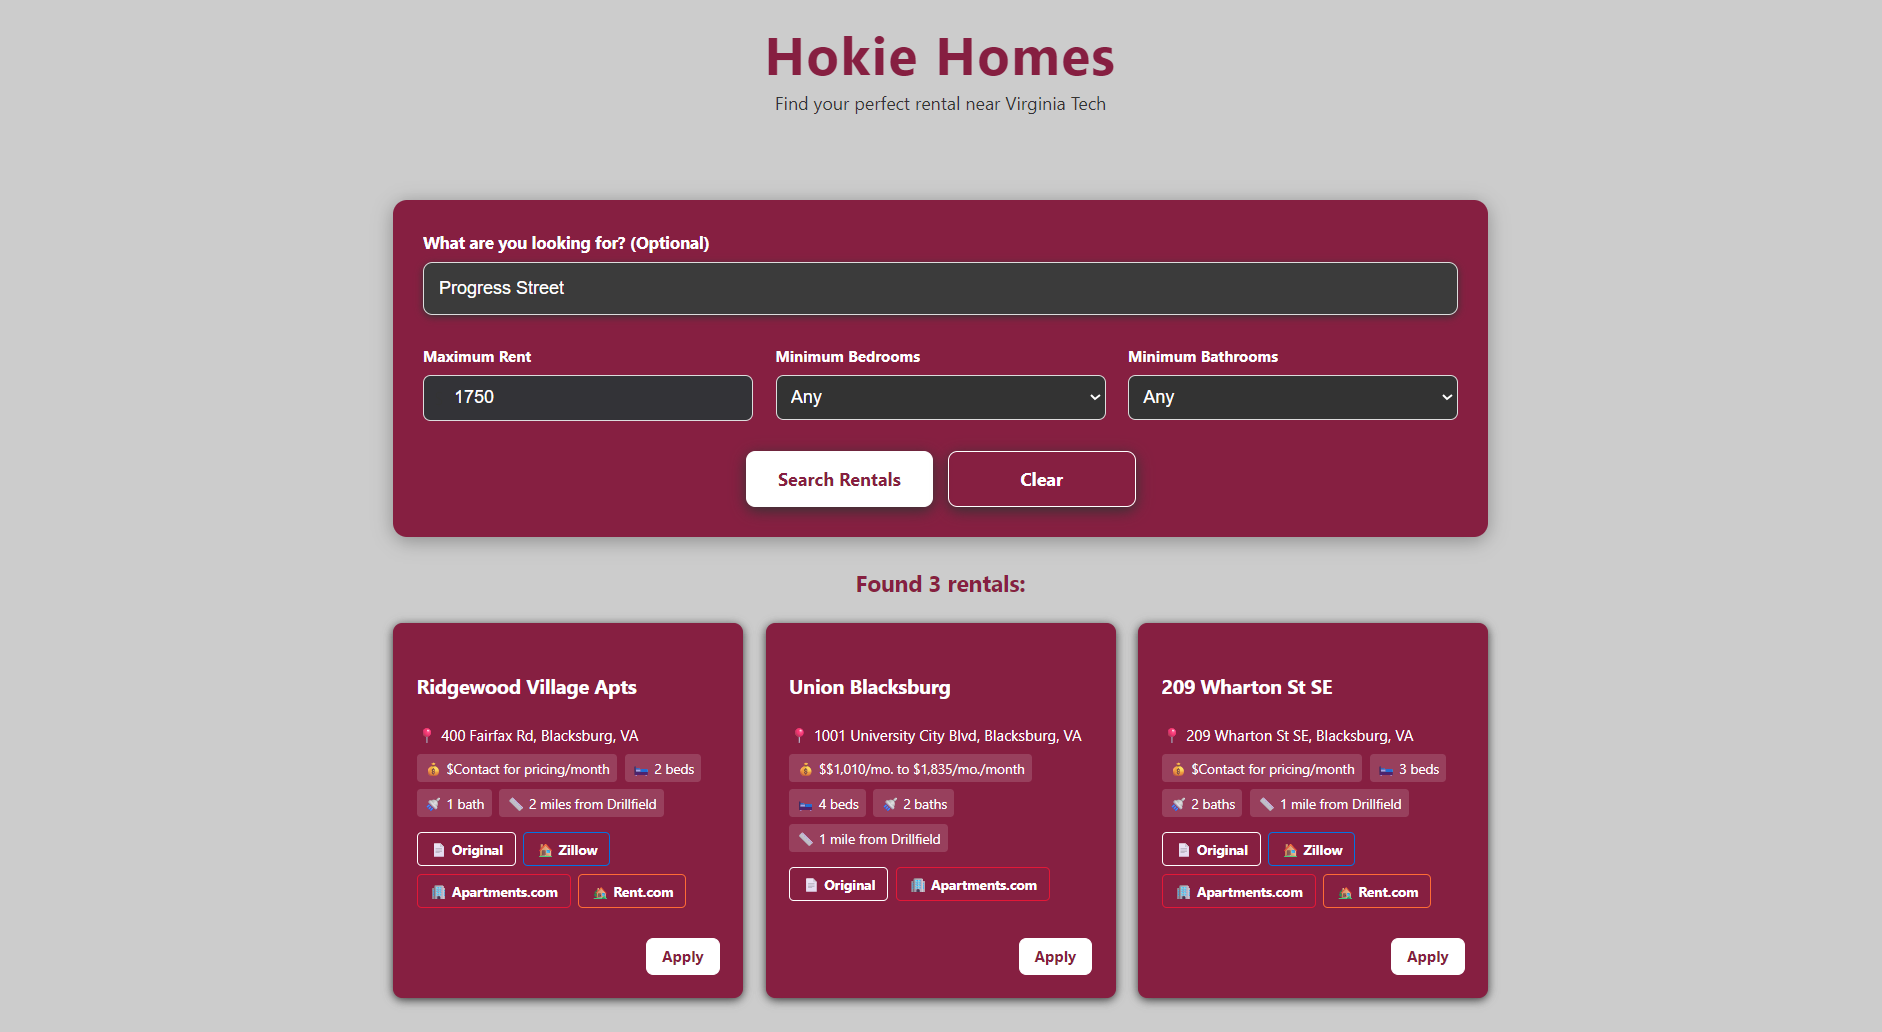 Hokie Homes
Find your perfect rental near Virginia Tech
What are you looking for? (Optional)
Progress Street
Maximum Rent
1750
Minimum Bedrooms
Any
Minimum Bathrooms
Any
Search Rentals
Clear
Found 3 rentals:
Ridgewood Village Apts
400 Fairfax Rd, Blacksburg, VA
$Contact for pricing/month
2 beds
1 bath
2 miles from Drillfield
Original
Zillow
Apartments.com
Rent.com
Apply
Union Blacksburg
1001 University City Blvd, Blacksburg, VA
$$1,010/mo. to $1,835/mo./month
4 beds
2 baths
1 mile from Drillfield
Original
Apartments.com
Apply
209 Wharton St SE
209 Wharton St SE, Blacksburg, VA
$Contact for pricing/month
3 beds
2 baths
1 mile from Drillfield
Original
Zillow
Apartments.com
Rent.com
Apply